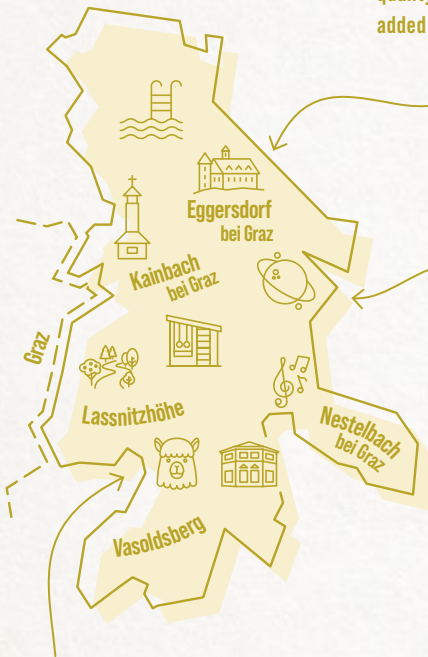 added
Eggersdorf
bei Graz
Kainbach
bei Graz
Graz
Lassnitzhöhe
Nestelbach
bei Graz
Vasoldsberg